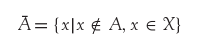 Ā = {x|x ∉ A, x ∈ X}